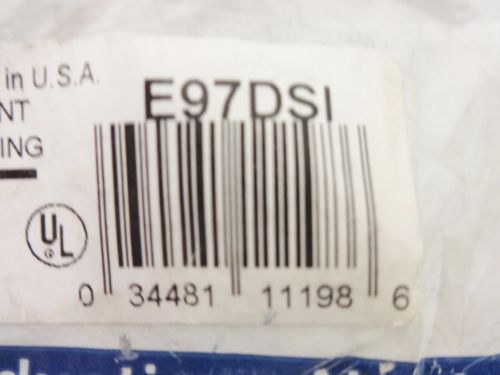 in U.S.A.
E97DSI
NT
ING
UL
0 34481 11198 6